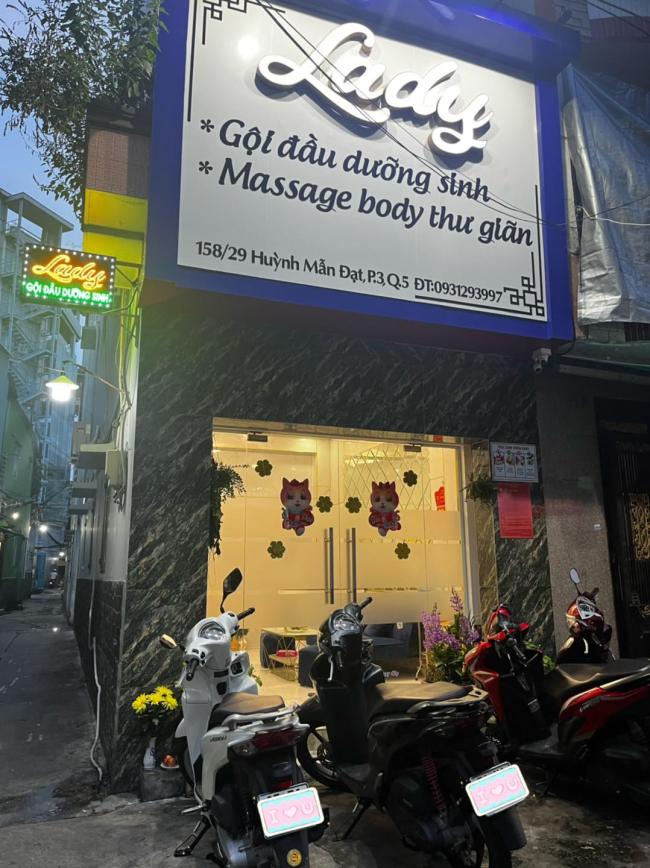 Lady
* Gội đầu dưỡng sinh
* Massage body thư giãn
158/29 Huỳnh Mẫn Đạt, P.3, Q.5 ĐT:0931293997
Lady
GỘI ĐẦU DƯỠNG SINH
I ♥ U
I ♥ U